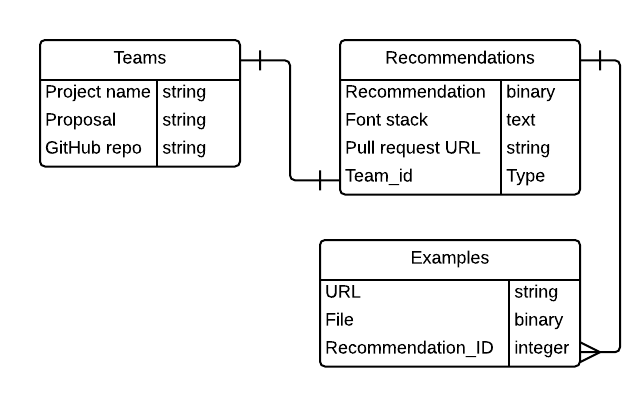 Teams
Project name string
Proposal string
GitHub repo string
Recommendations
Recommendation binary
Font stack text
Pull request URL string
Team_id Type
Examples
URL string
File binary
Recommendation_ID integer